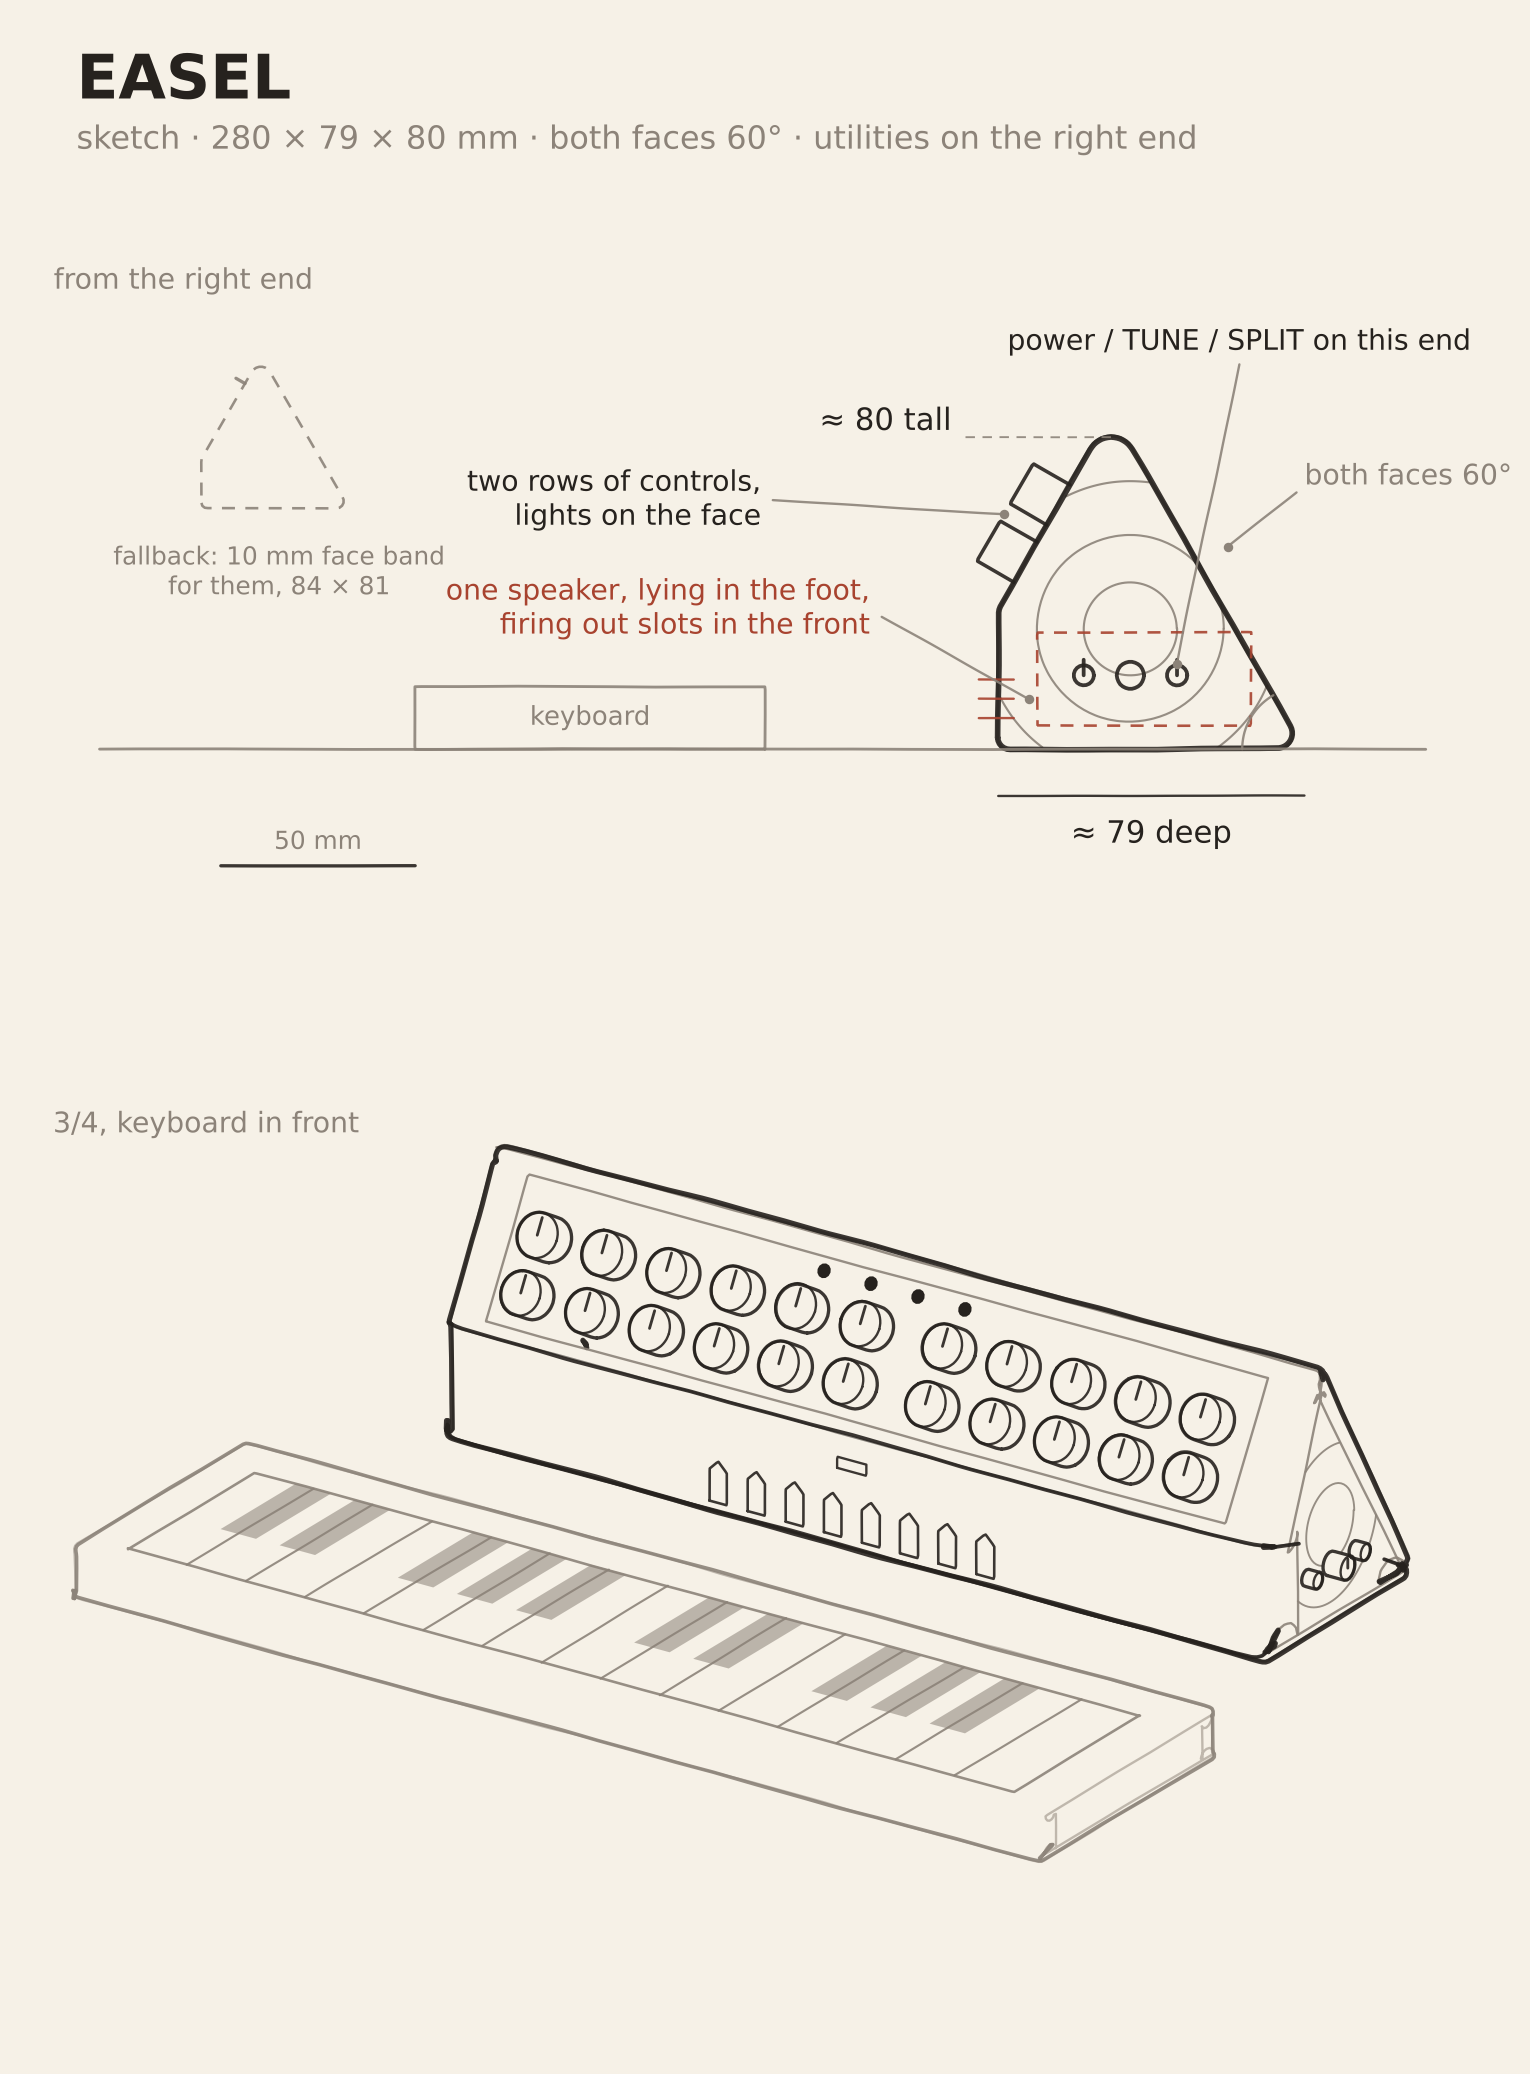 EASEL
sketch · 280 × 79 × 80 mm · both faces 60° · utilities on the right end
from the right end
power / TUNE / SPLIT on this end
≈ 80 tall
both faces 60°
two rows of controls,
lights on the face
fallback: 10 mm face band
for them, 84 × 81
one speaker, lying in the foot,
firing out slots in the front
keyboard
50 mm
≈ 79 deep
3/4, keyboard in front